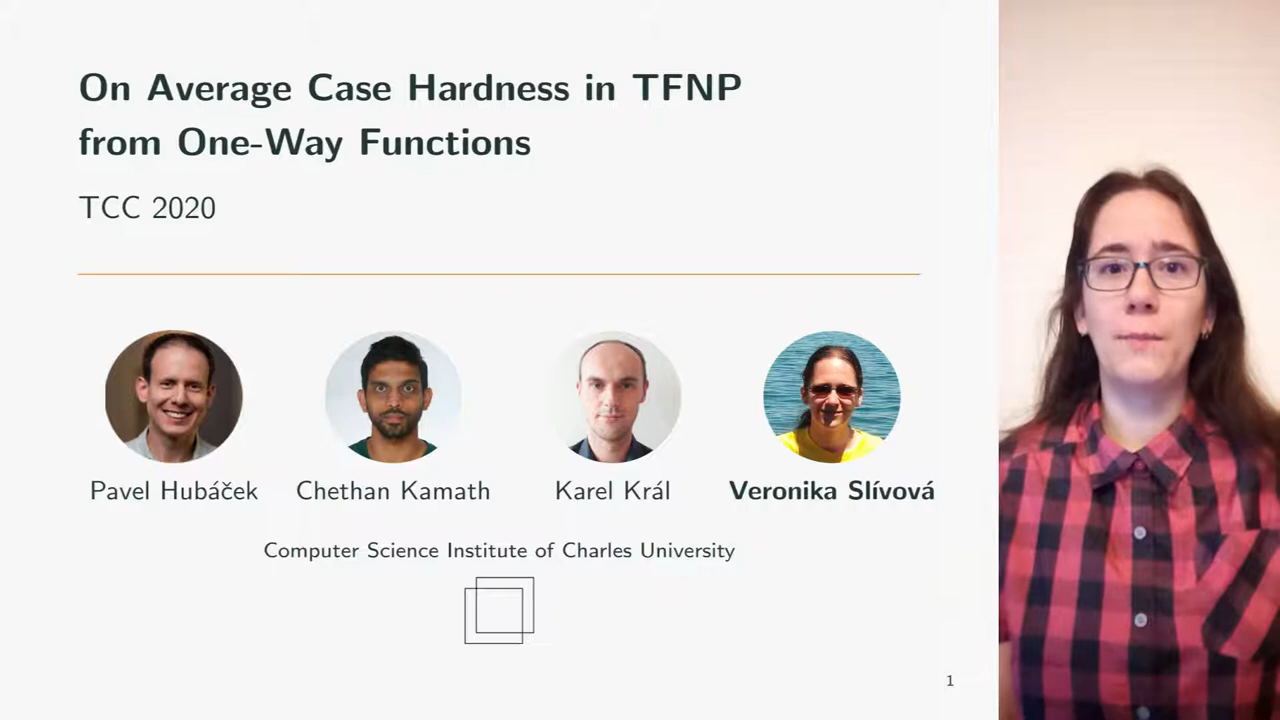 On Average Case Hardness in TFNP
from One-Way Functions
TCC 2020
Pavel Hubáček
Chethan Kamath
Karel Král
Veronika Slívová
Computer Science Institute of Charles University
1